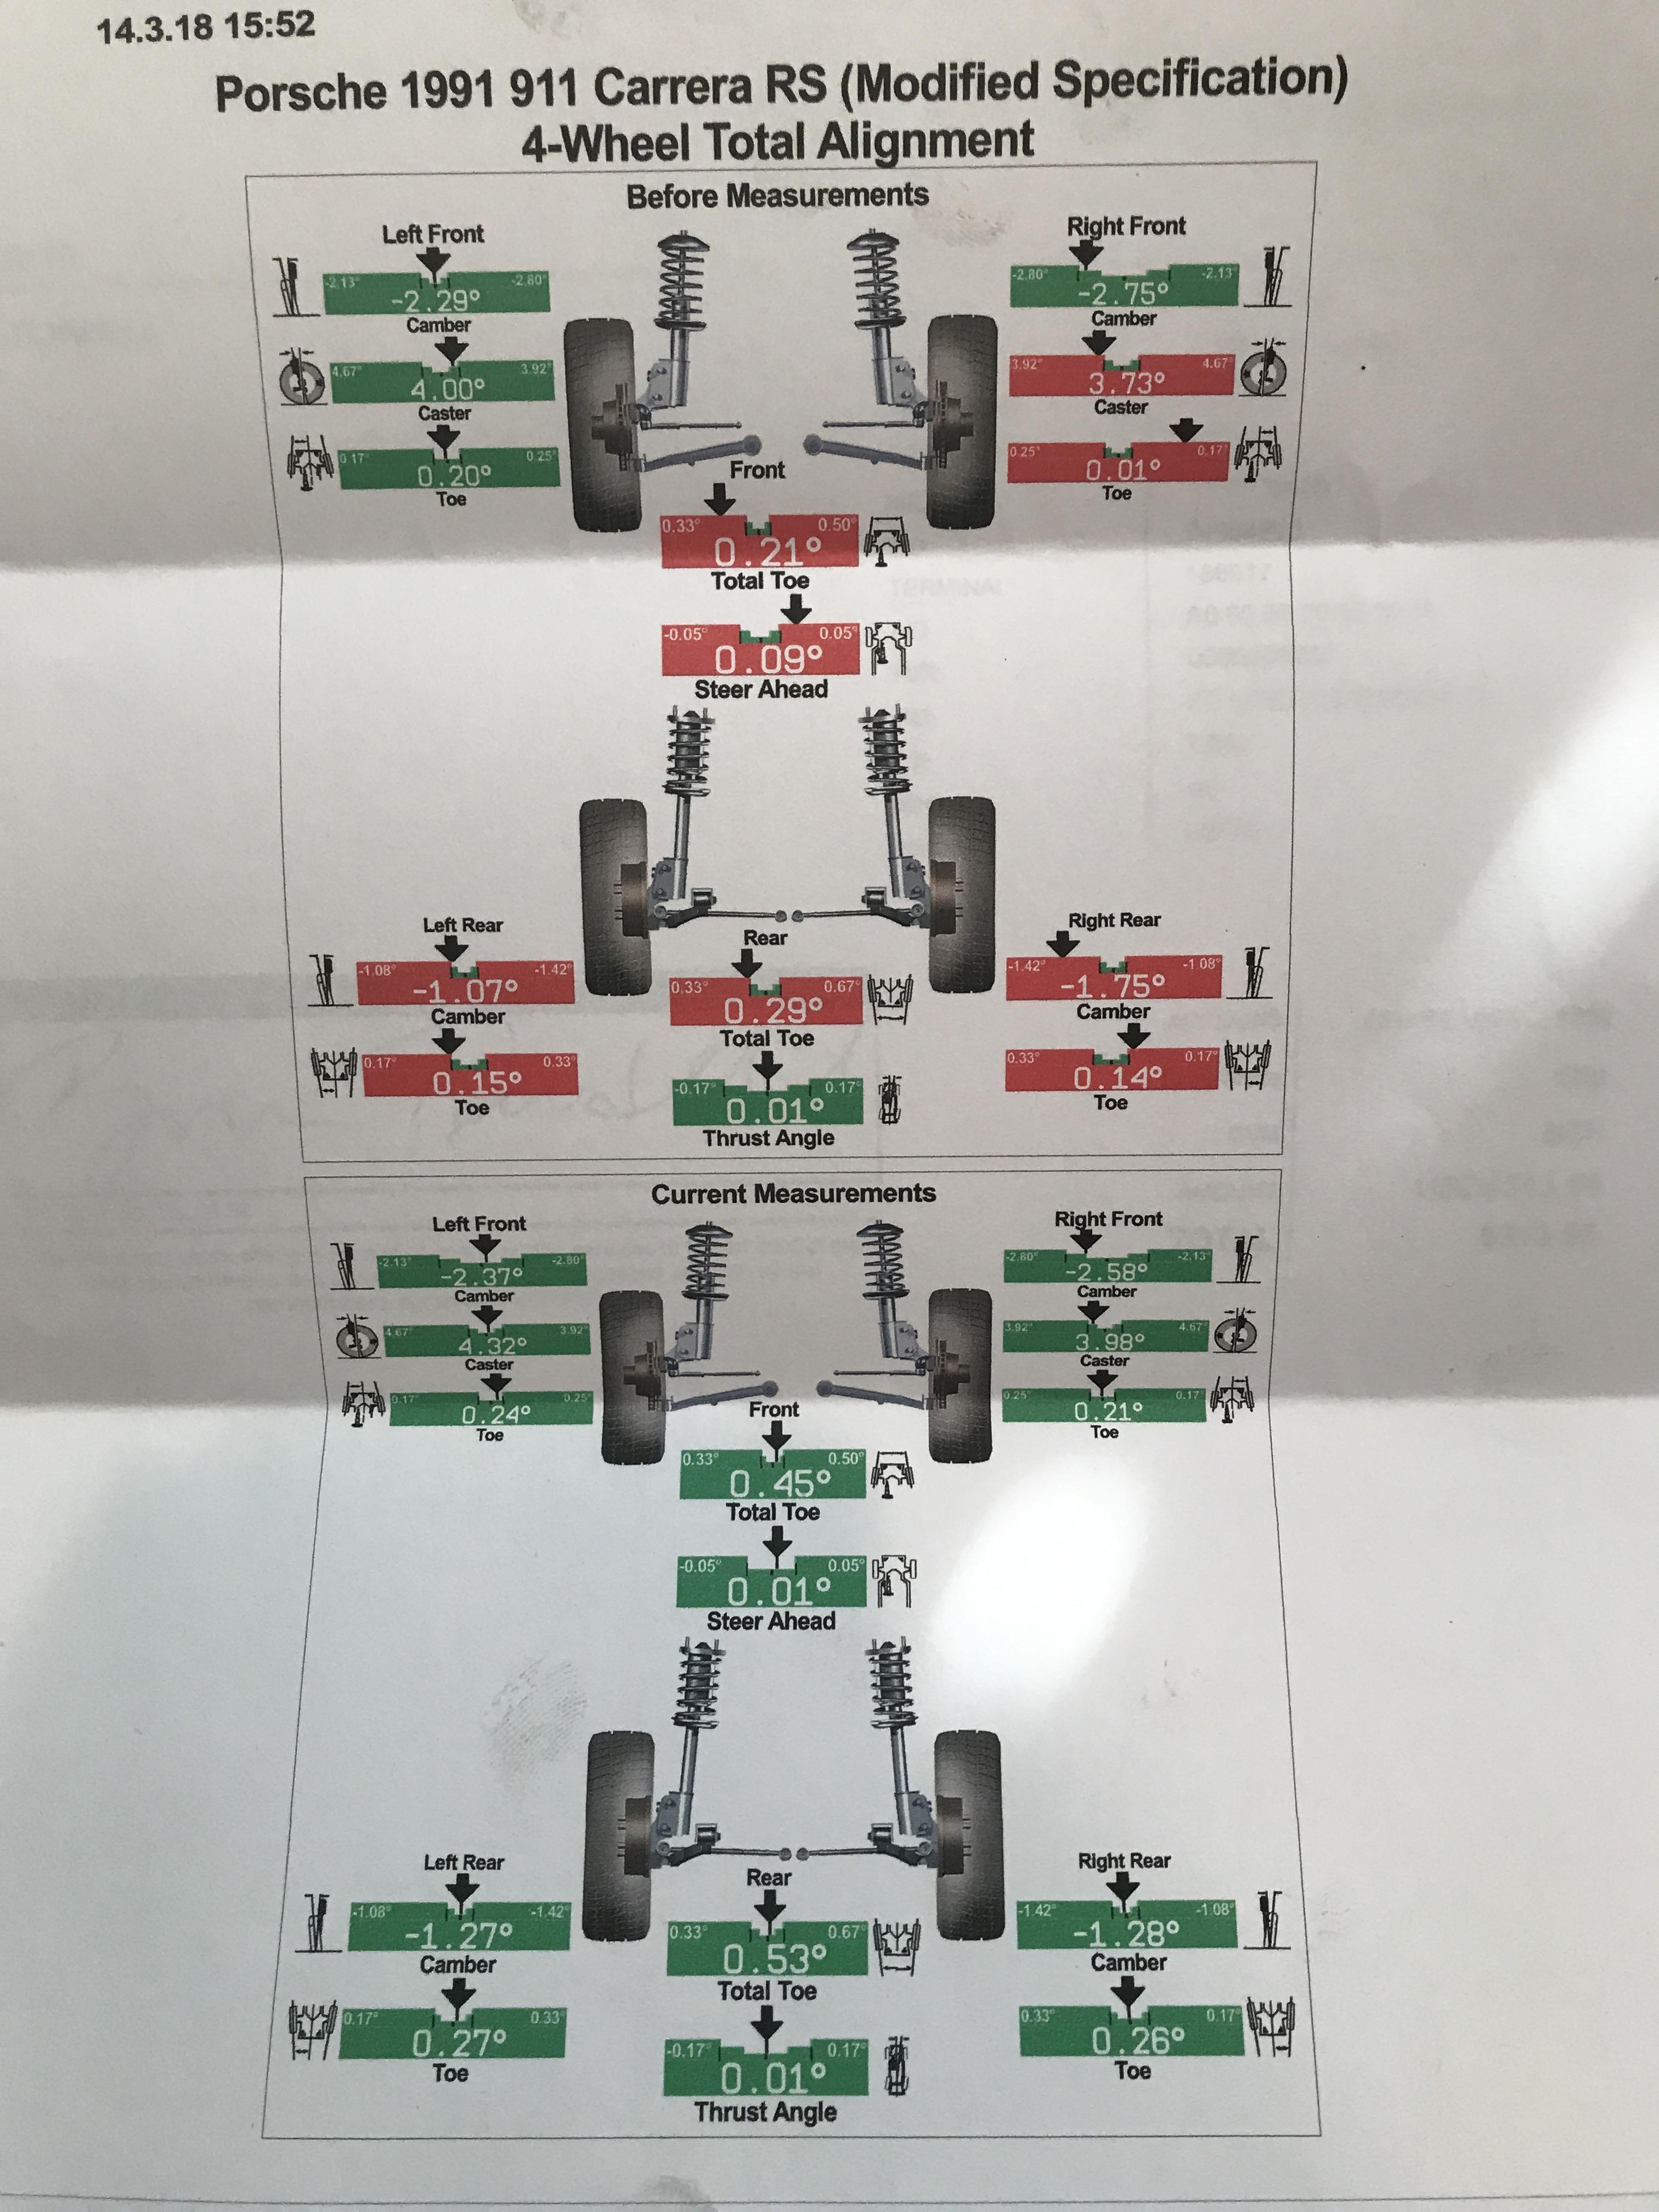 14.3.18 15:52
Porsche 1991 911 Carrera RS (Modified Specification)
4-Wheel Total Alignment
Before Measurements
Left Front
-2.13° -2.29° -2.80°
Camber
4.67° 4.00° 3.92°
Caster
0.17° 0.20° 0.25°
Toe
Right Front
-2.80° -2.75° -2.13°
Camber
3.92° 3.73° 4.67°
Caster
0.25° 0.01° 0.17°
Toe
Front
0.33° 0.21° 0.50°
Total Toe
-0.05° 0.09° 0.05°
Steer Ahead
Left Rear
-1.08° -1.07° -1.42°
Camber
0.17° 0.15° 0.33°
Toe
Rear
0.33° 0.29° 0.67°
Total Toe
-0.17° 0.01° 0.17°
Thrust Angle
Right Rear
-1.42° -1.75° -1.08°
Camber
0.33° 0.14° 0.17°
Toe
Current Measurements
Left Front
-2.13° -2.37° -2.80°
Camber
4.67° 4.32° 3.92°
Caster
0.17° 0.24° 0.25°
Toe
Right Front
-2.80° -2.58° -2.13°
Camber
3.92° 3.98° 4.67°
Caster
0.25° 0.21° 0.17°
Toe
Front
0.33° 0.45° 0.50°
Total Toe
-0.05° 0.01° 0.05°
Steer Ahead
Left Rear
-1.08° -1.27° -1.42°
Camber
0.17° 0.27° 0.33°
Toe
Rear
0.33° 0.53° 0.67°
Total Toe
-0.17° 0.01° 0.17°
Thrust Angle
Right Rear
-1.42° -1.28° -1.08°
Camber
0.33° 0.26° 0.17°
Toe